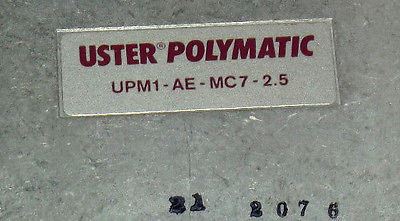 USTER® POLYMATIC
UPM1-AE-MC7-2.5
21 2076